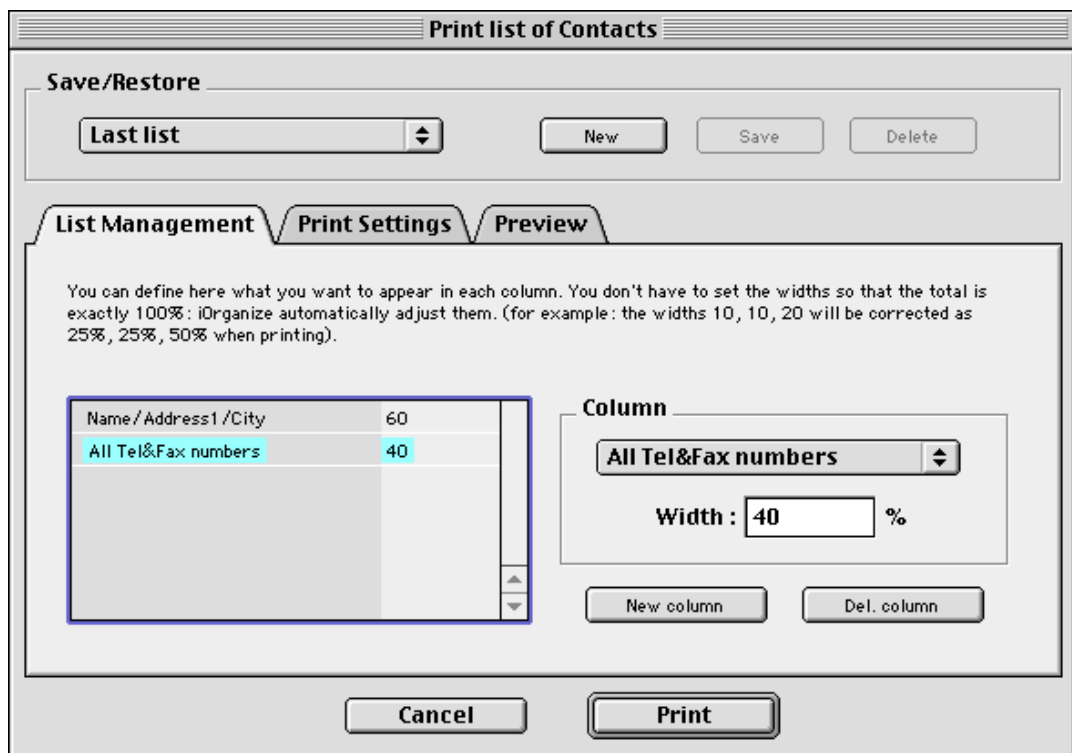 Print list of Contacts
Save/Restore
Last list
New
Save
Delete
List Management
Print Settings
Preview
You can define here what you want to appear in each column. You don't have to set the widths so that the total is
exactly 100%: iOrganize automatically adjust them. (for example: the widths 10, 10, 20 will be corrected as
25%, 25%, 50% when printing).
Name/Address1/City 60
All Tel&Fax numbers 40
Column
All Tel&Fax numbers
Width : 40 %
New column
Del. column
Cancel
Print